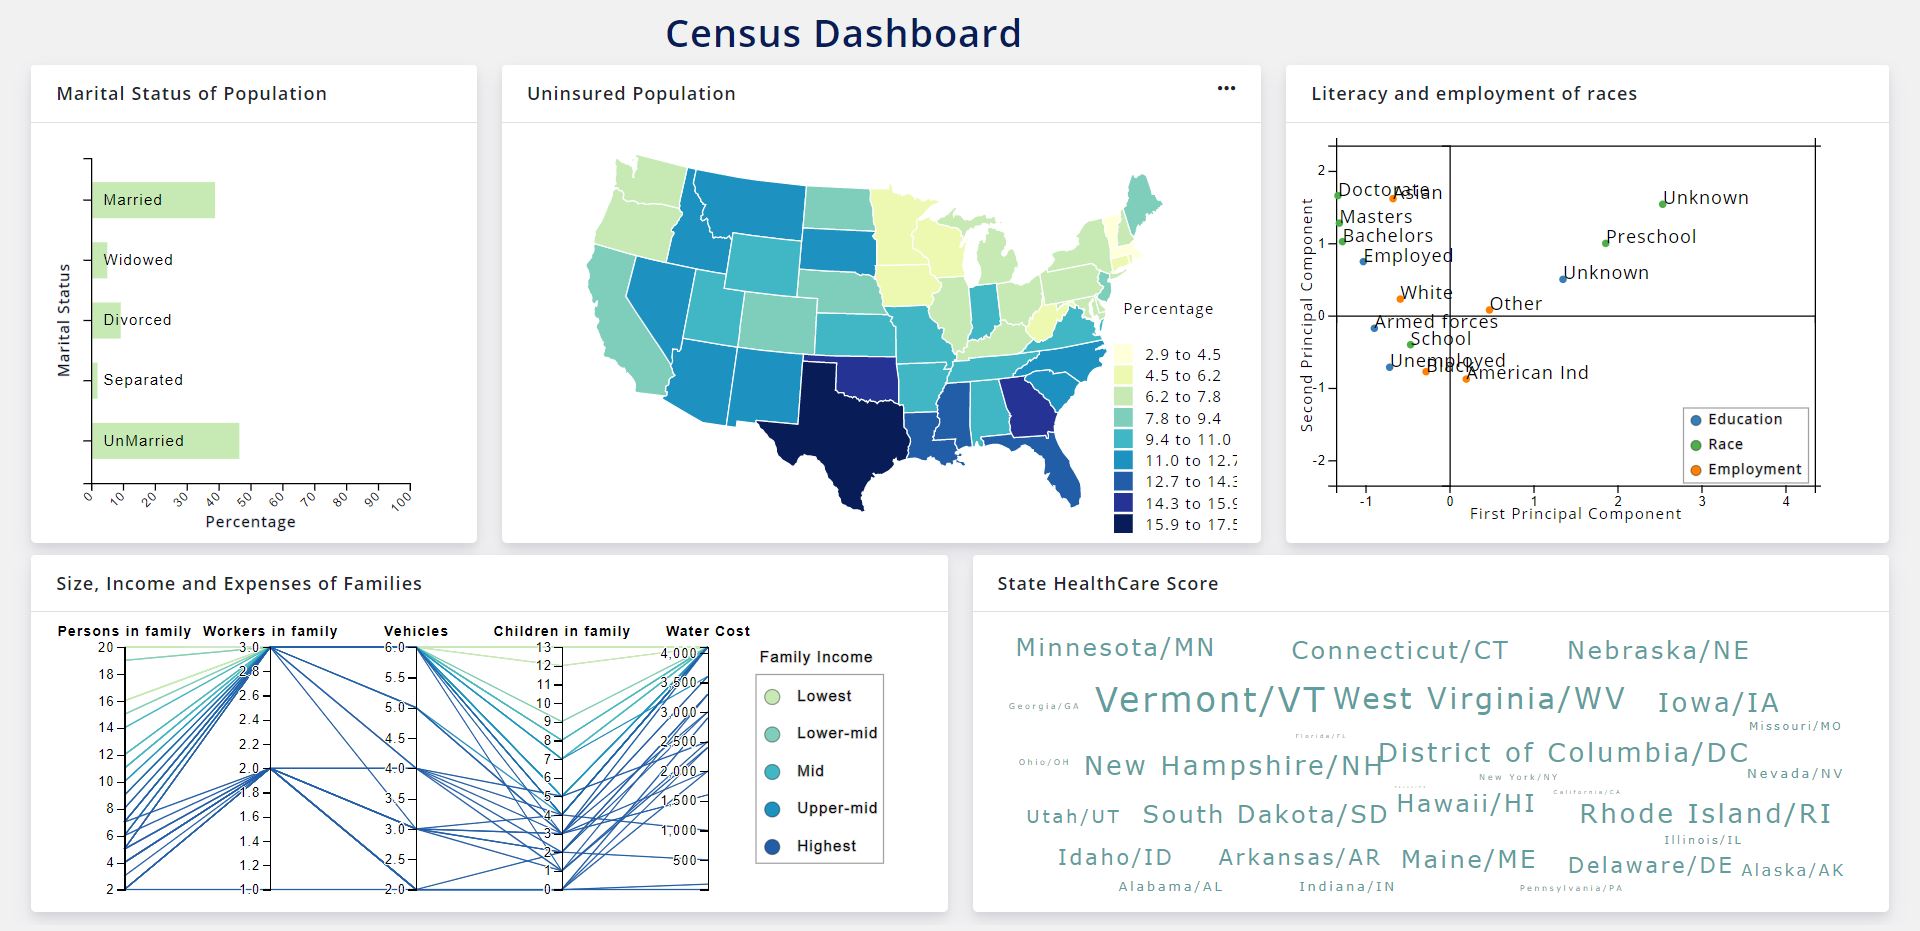 Census Dashboard
Marital Status of Population
Marital Status
Married
Widowed
Divorced
Separated
UnMarried
0 10 20 30 40 50 60 70 80 90 100
Percentage
Uninsured Population
•••
Percentage
2.9 to 4.5
4.5 to 6.2
6.2 to 7.8
7.8 to 9.4
9.4 to 11.0
11.0 to 12.7
12.7 to 14.3
14.3 to 15.9
15.9 to 17.5
Literacy and employment of races
Second Principal Component
2
1
0
-1
-2
Doctorate
Asian
Unknown
Masters
Bachelors
Preschool
Employed
Unknown
White
Other
Armed forces
School
Unemployed
Black
American Ind
Education
Race
Employment
-1 0 1 2 3 4
First Principal Component
Size, Income and Expenses of Families
Persons in family Workers in family Vehicles Children in family Water Cost
20
18
16
14
12
10
8
6
4
2
3.0
2.8
2.6
2.4
2.2
2.0
1.8
1.6
1.4
1.2
1.0
6.0
5.5
5.0
4.5
4.0
3.5
3.0
2.5
2.0
13
12
11
10
9
8
7
6
5
4
3
2
1
0
4,000
3,500
3,000
2,500
2,000
1,500
1,000
500
Family Income
Lowest
Lower-mid
Mid
Upper-mid
Highest
State HealthCare Score
Minnesota/MN Connecticut/CT Nebraska/NE
Georgia/GA Vermont/VT West Virginia/WV Iowa/IA
Missouri/MO
Florida/FL
Ohio/OH New Hampshire/NH District of Columbia/DC
New York/NY Nevada/NV
California/CA
Utah/UT South Dakota/SD Hawaii/HI Rhode Island/RI
Illinois/IL
Idaho/ID Arkansas/AR Maine/ME Delaware/DE Alaska/AK
Alabama/AL Indiana/IN Pennsylvania/PA